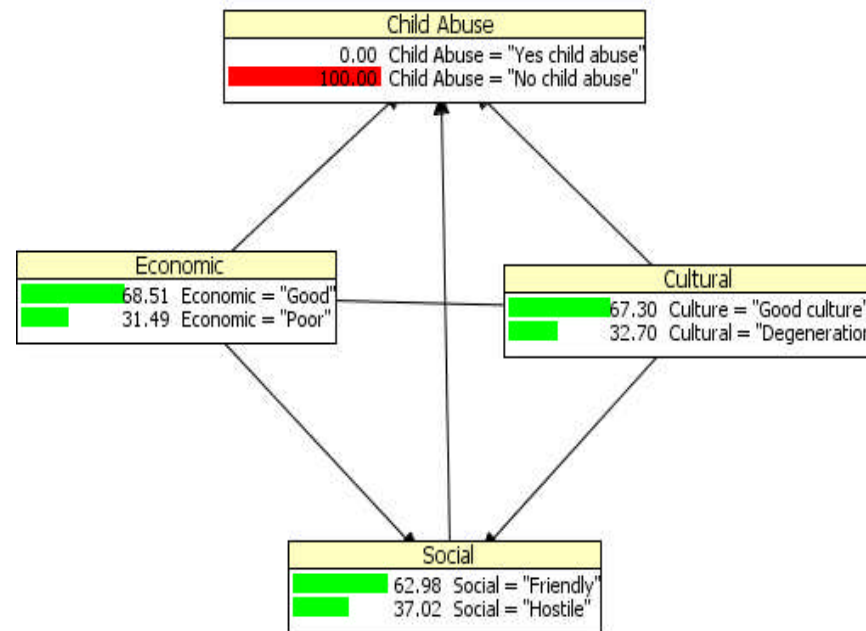 Child Abuse
0.00 Child Abuse = "Yes child abuse"
100.00 Child Abuse = "No child abuse"
Economic
68.51 Economic = "Good"
31.49 Economic = "Poor"
Cultural
67.30 Culture = "Good culture"
32.70 Cultural = "Degeneration
Social
62.98 Social = "Friendly"
37.02 Social = "Hostile"